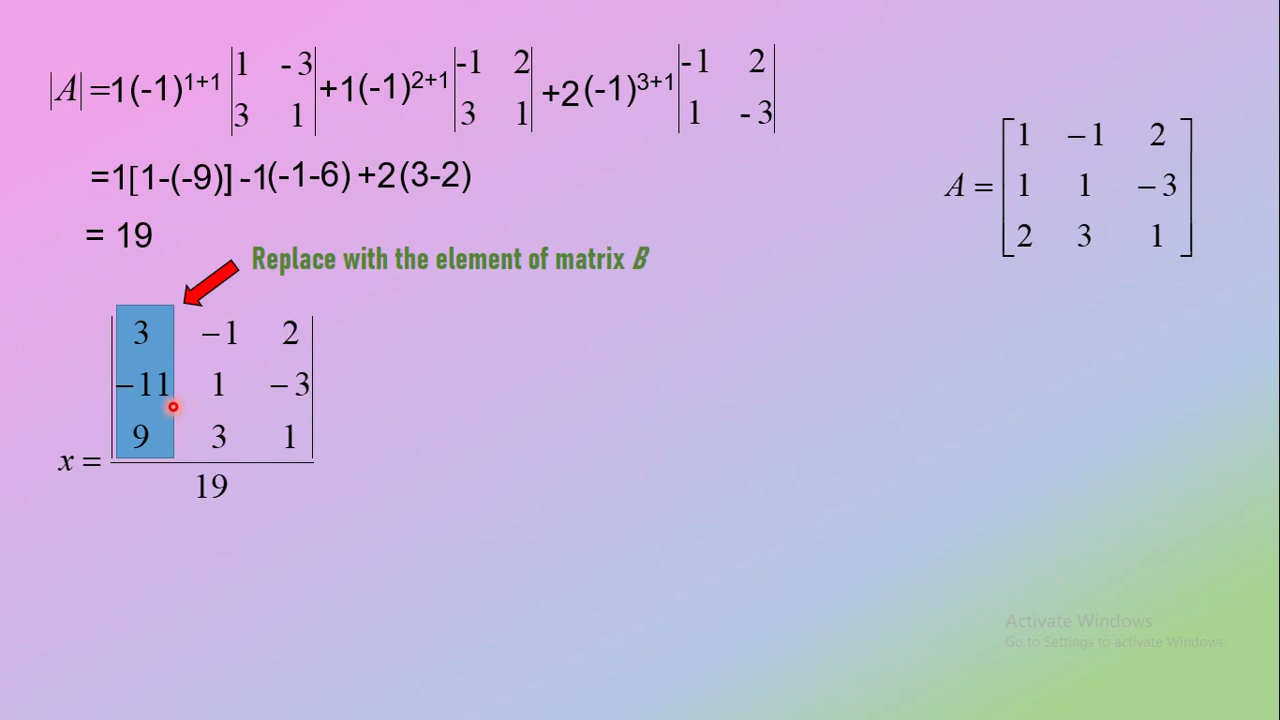 |A| =1(-1)¹⁺¹ |1 -3| +1(-1)²⁺¹ |-1 2| +2(-1)³⁺¹ |-1 2|
|3 1| |3 1| |1 -3|
=1[1-(-9)] -1(-1-6) +2(3-2)
= 19
Replace with the element of matrix B
3 -1 2
-11 1 -3
9 3 1
x =
19
1 -1 2
A = 1 1 -3
2 3 1
Activate Windows
Go to Settings to activate Windows.